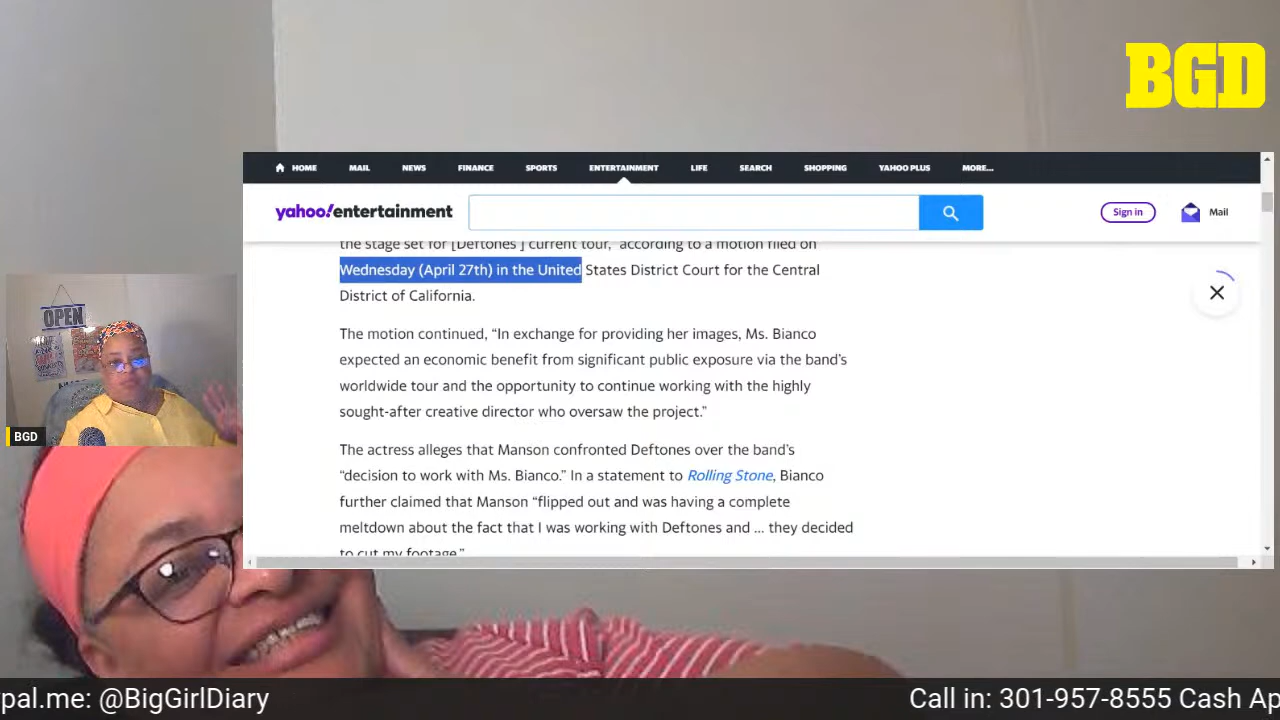 BGD
HOME MAIL NEWS FINANCE SPORTS ENTERTAINMENT LIFE SEARCH SHOPPING YAHOO PLUS MORE...
yahoo!entertainment
Sign in
Mail
the stage set for [Deftones'] current tour," according to a motion filed on
Wednesday (April 27th) in the United States District Court for the Central
District of California.
The motion continued, “In exchange for providing her images, Ms. Bianco
expected an economic benefit from significant public exposure via the band’s
worldwide tour and the opportunity to continue working with the highly
sought-after creative director who oversaw the project.”
The actress alleges that Manson confronted Deftones over the band’s
“decision to work with Ms. Bianco.” In a statement to Rolling Stone, Bianco
further claimed that Manson “flipped out and was having a complete
meltdown about the fact that I was working with Deftones and … they decided
to cut my footage.”
OPEN
BGD
ypal.me: @BigGirlDiary
Call in: 301-957-8555 Cash Ap